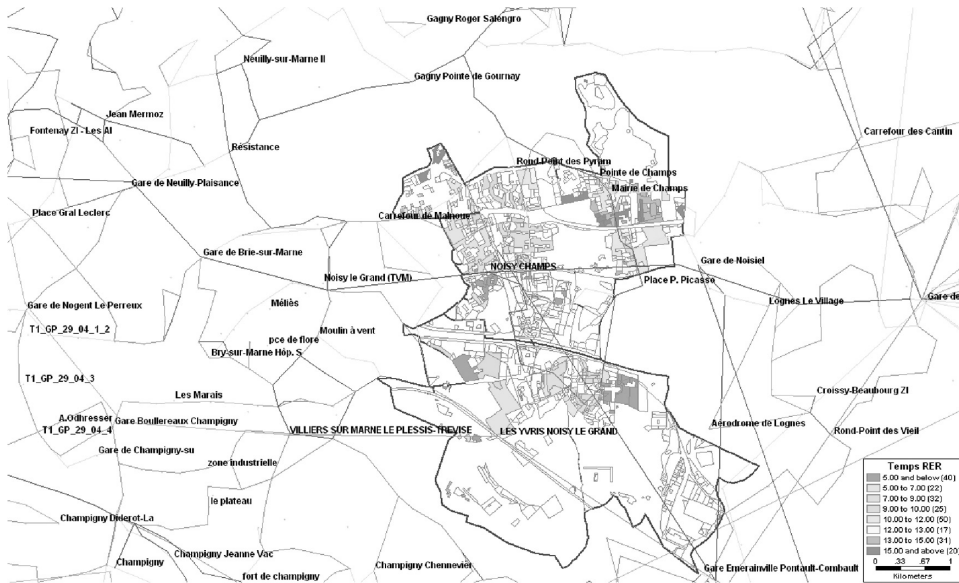 Gagny Roger Salengro
Neuilly-sur-Marne II
Gagny Pointe de Gournay
Jean Mermoz
Fontenay ZI - Les Al
Carrefour des Cantin
Résistance
Rond-Point des Pyram
Pointe de Champs
Gare de Neuilly-Plaisance
Mairie de Champs
Place Gral Leclerc
Carrefour de Malnoue
Gare de Brie-sur-Marne
Gare de Noisiel
NOISY CHAMPS
Noisy le Grand (TVM)
Place P. Picasso
Gare de Nogent Le Perreux
Méliès
Lognes Le Village
Gare de
T1_GP_29_04_1_2
Moulin à vent
pce de floré
Bry-sur-Marne Hôp. S
T1_GP_29_04_3
Les Marais
Croissy-Beaubourg ZI
A.Odhresser
Gare Boullereaux Champigny
T1_GP_29_04_4
VILLIERS SUR MARNE LE PLESSIS-TREVISE
LES YVRIS NOISY LE GRAND
Aérodrome de Lognes
Rond-Point des Vieil
Gare de Champigny-su
zone industrielle
le plateau
Champigny Diderot-La
Champigny Jeanne Vac
Champigny
fort de champigny
Champigny Chennevier
Gare Emerainville Pontault-Combault
Temps RER
5.00 and below (40)
5.00 to 7.00 (22)
7.00 to 9.00 (32)
9.00 to 10.00 (25)
10.00 to 12.00 (50)
12.00 to 13.00 (17)
13.00 to 15.00 (31)
15.00 and above (20)
0 .33 .67 1
Kilometers